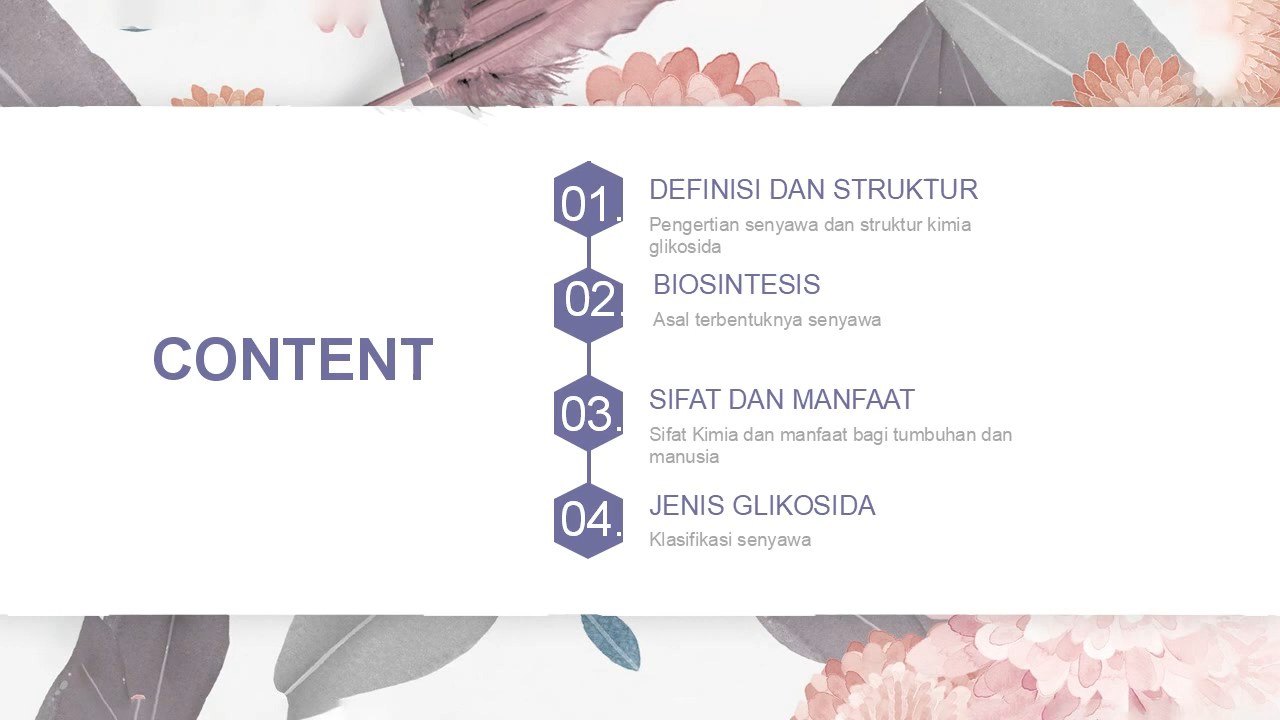 CONTENT
01.
DEFINISI DAN STRUKTUR
Pengertian senyawa dan struktur kimia
glikosida
02.
BIOSINTESIS
Asal terbentuknya senyawa
03.
SIFAT DAN MANFAAT
Sifat Kimia dan manfaat bagi tumbuhan dan
manusia
04.
JENIS GLIKOSIDA
Klasifikasi senyawa